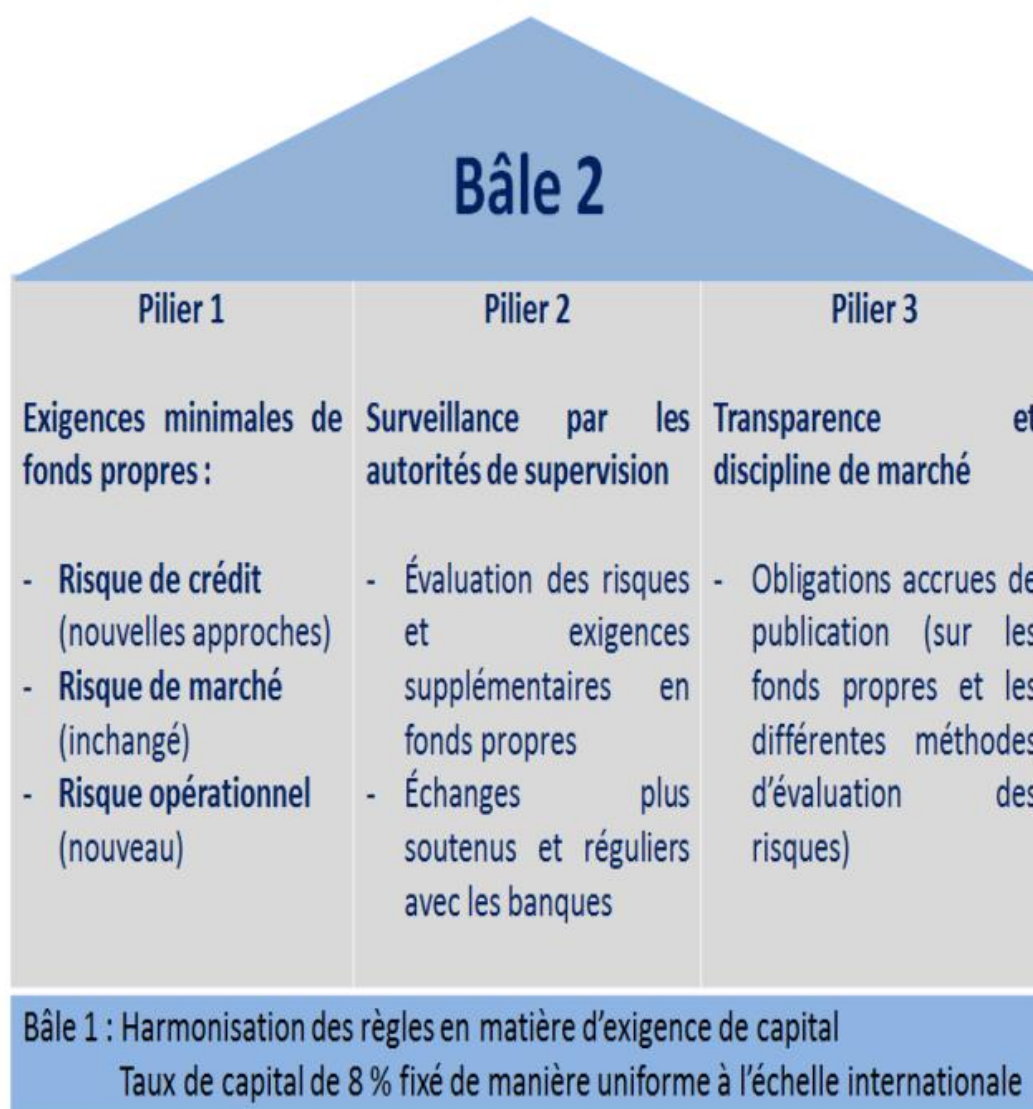 Bâle 2
Pilier 1
Exigences minimales de
fonds propres :
- Risque de crédit
(nouvelles approches)
- Risque de marché
(inchangé)
- Risque opérationnel
(nouveau)
Pilier 2
Surveillance par les
autorités de supervision
- Évaluation des risques
et exigences
supplémentaires en
fonds propres
- Échanges plus
soutenus et réguliers
avec les banques
Pilier 3
Transparence et
discipline de marché
- Obligations accrues de
publication (sur les
fonds propres et les
différentes méthodes
d’évaluation des
risques)
Bâle 1 : Harmonisation des règles en matière d’exigence de capital
Taux de capital de 8 % fixé de manière uniforme à l’échelle internationale